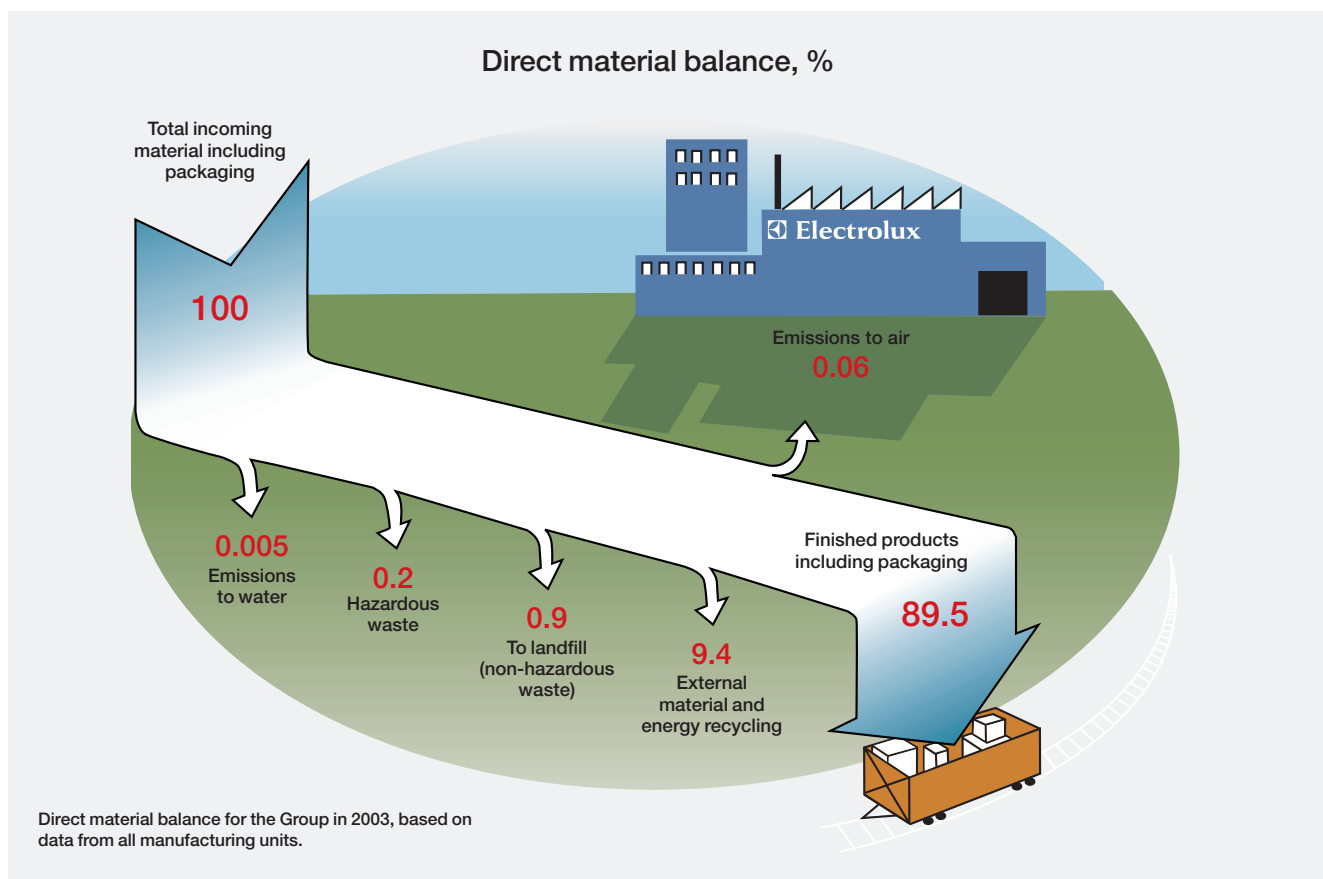 Direct material balance, %
Total incoming
material including
packaging
100
Electrolux
Emissions to air
0.06
0.005
Emissions
to water
0.2
Hazardous
waste
0.9
To landfill
(non-hazardous
waste)
9.4
External
material and
energy recycling
Finished products
including packaging
89.5
Direct material balance for the Group in 2003, based on
data from all manufacturing units.